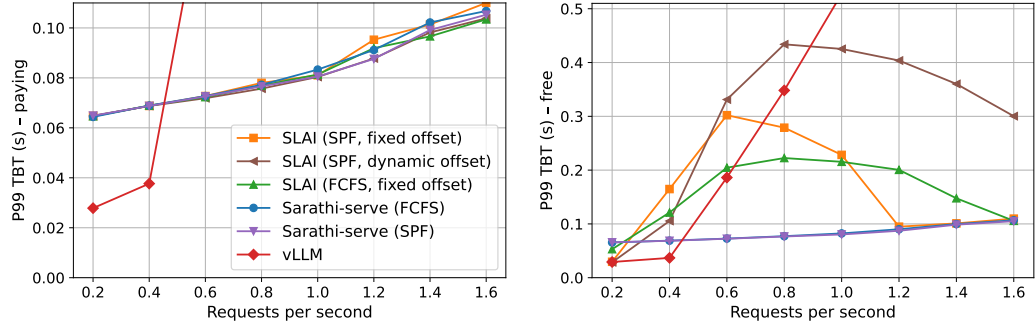 0.10
0.08
0.06
0.04
0.02
0.00
P99 TBT (s) – paying
SLAI (SPF, fixed offset)
SLAI (SPF, dynamic offset)
SLAI (FCFS, fixed offset)
Sarathi-serve (FCFS)
Sarathi-serve (SPF)
vLLM
0.2 0.4 0.6 0.8 1.0 1.2 1.4 1.6
Requests per second
0.5
0.4
0.3
0.2
0.1
0.0
P99 TBT (s) – free
0.2 0.4 0.6 0.8 1.0 1.2 1.4 1.6
Requests per second